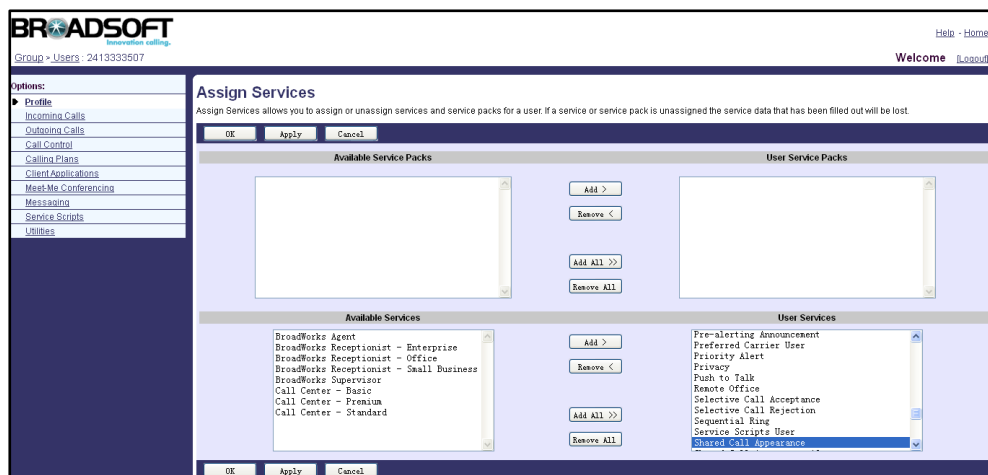 BROADSOFT
Innovation calling.
Help - Home
Group > Users : 2413333507
Welcome [Logout]
Options:
Profile
Incoming Calls
Outgoing Calls
Call Control
Calling Plans
Client Applications
Meet-Me Conferencing
Messaging
Service Scripts
Utilities
Assign Services
Assign Services allows you to assign or unassign services and service packs for a user. If a service or service pack is unassigned the service data that has been filled out will be lost.
OK Apply Cancel
Available Service Packs
User Service Packs
Add >
Remove <
Add All >>
Remove All
Available Services
User Services
BroadWorks Agent
BroadWorks Receptionist - Enterprise
BroadWorks Receptionist - Office
BroadWorks Receptionist - Small Business
BroadWorks Supervisor
Call Center - Basic
Call Center - Premium
Call Center - Standard
Add >
Remove <
Add All >>
Remove All
Pre-alerting Announcement
Preferred Carrier User
Priority Alert
Privacy
Push to Talk
Remote Office
Selective Call Acceptance
Selective Call Rejection
Sequential Ring
Service Scripts User
Shared Call Appearance
OK Apply Cancel